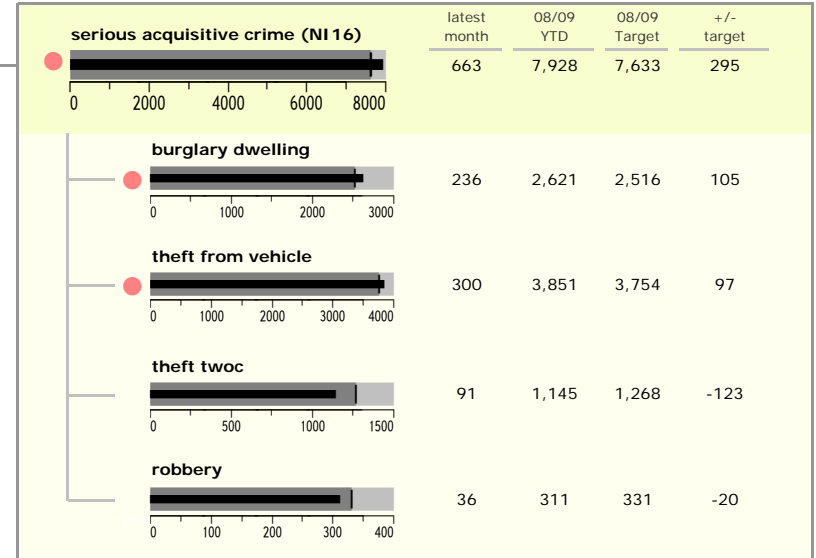 latest 08/09 08/09 +/-
month YTD Target target
serious acquisitive crime (NI16)
663 7,928 7,633 295
0 2000 4000 6000 8000
burglary dwelling
236 2,621 2,516 105
0 1000 2000 3000
theft from vehicle
300 3,851 3,754 97
0 1000 2000 3000 4000
theft twoc
91 1,145 1,268 -123
0 500 1000 1500
robbery
36 311 331 -20
0 100 200 300 400